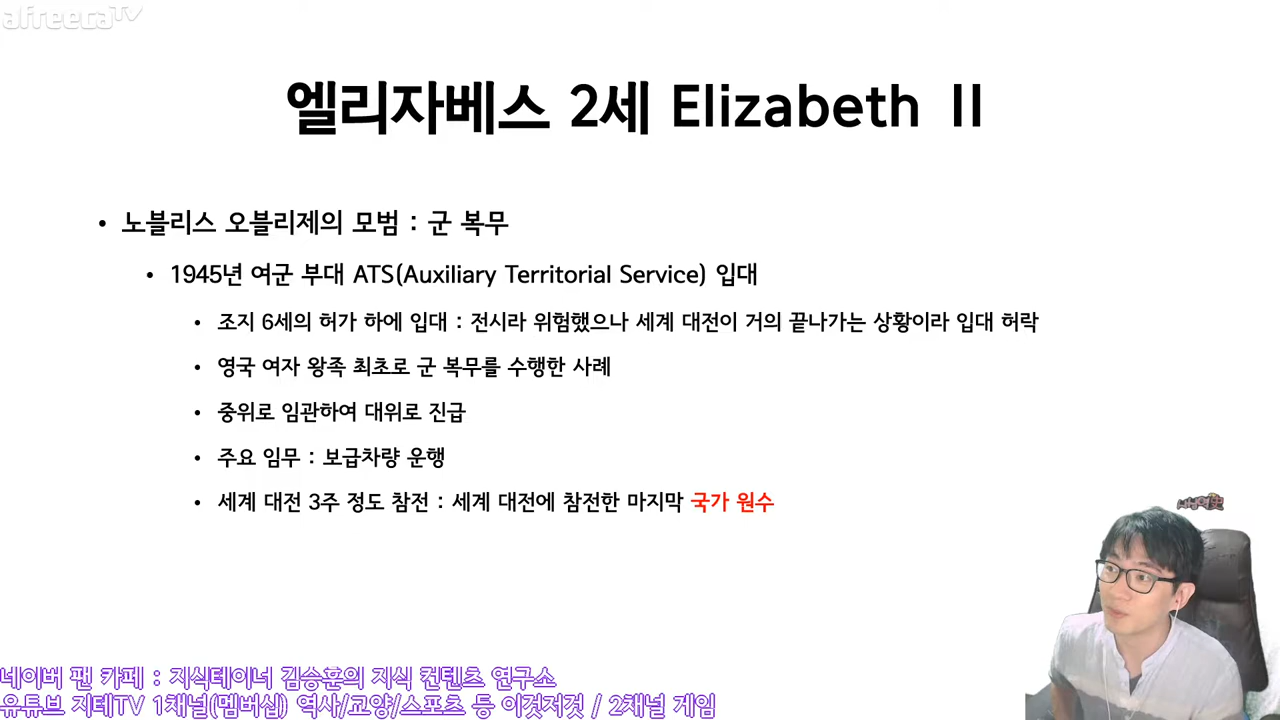 afreecaTV
엘리자베스 2세 Elizabeth Ⅱ
• 노블리스 오블리제의 모범 : 군 복무
• 1945년 여군 부대 ATS(Auxiliary Territorial Service) 입대
• 조지 6세의 허가 하에 입대 : 전시라 위험했으나 세계 대전이 거의 끝나가는 상황이라 입대 허락
• 영국 여자 왕족 최초로 군 복무를 수행한 사례
• 중위로 임관하여 대위로 진급
• 주요 임무 : 보급차량 운행
• 세계 대전 3주 정도 참전 : 세계 대전에 참전한 마지막 국가 원수
네이버 팬 카페 : 지식테이너 김승훈의 지식 컨텐츠 연구소
유튜브 지테TV 1채널(멤버십) 역사/교양/스포츠 등 이것저것 / 2채널 게임